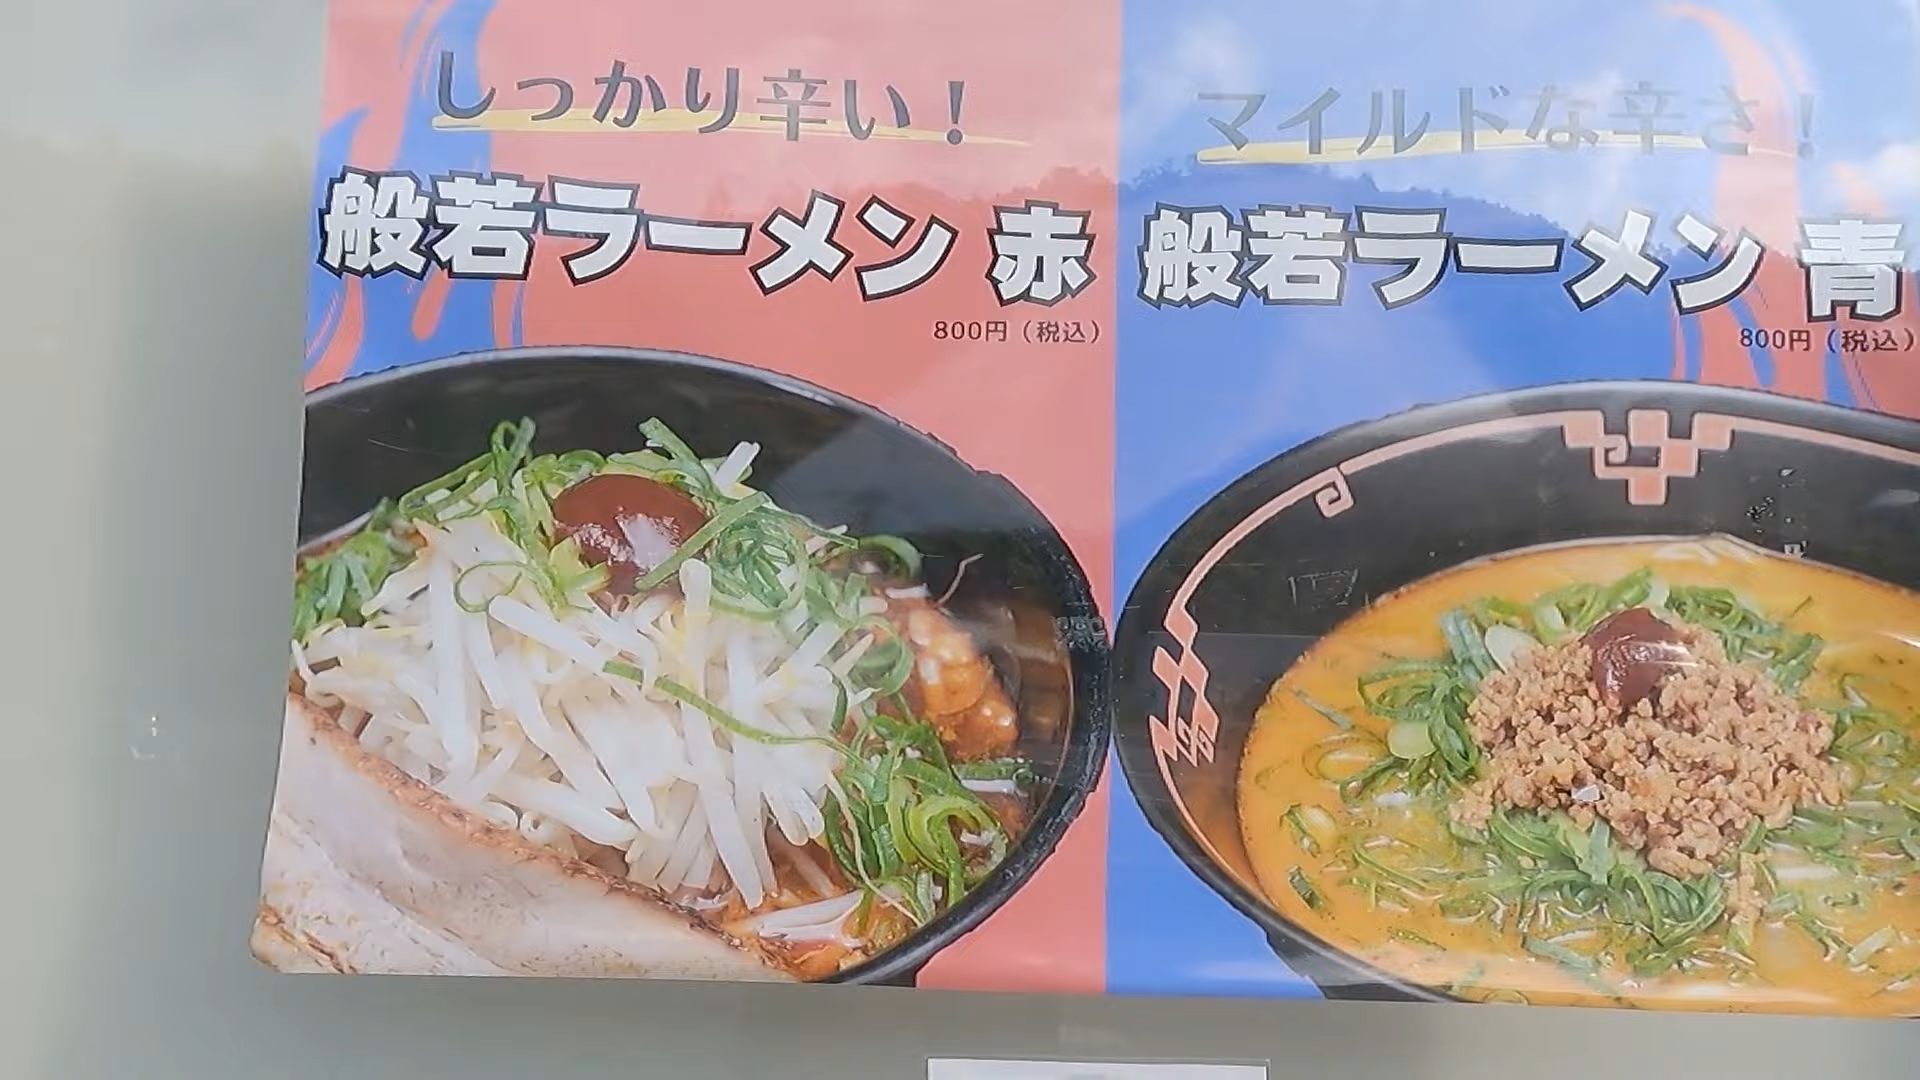 しっかり辛い！
般若ラーメン 赤
800円（税込）
マイルドな辛さ！
般若ラーメン 青
800円（税込）